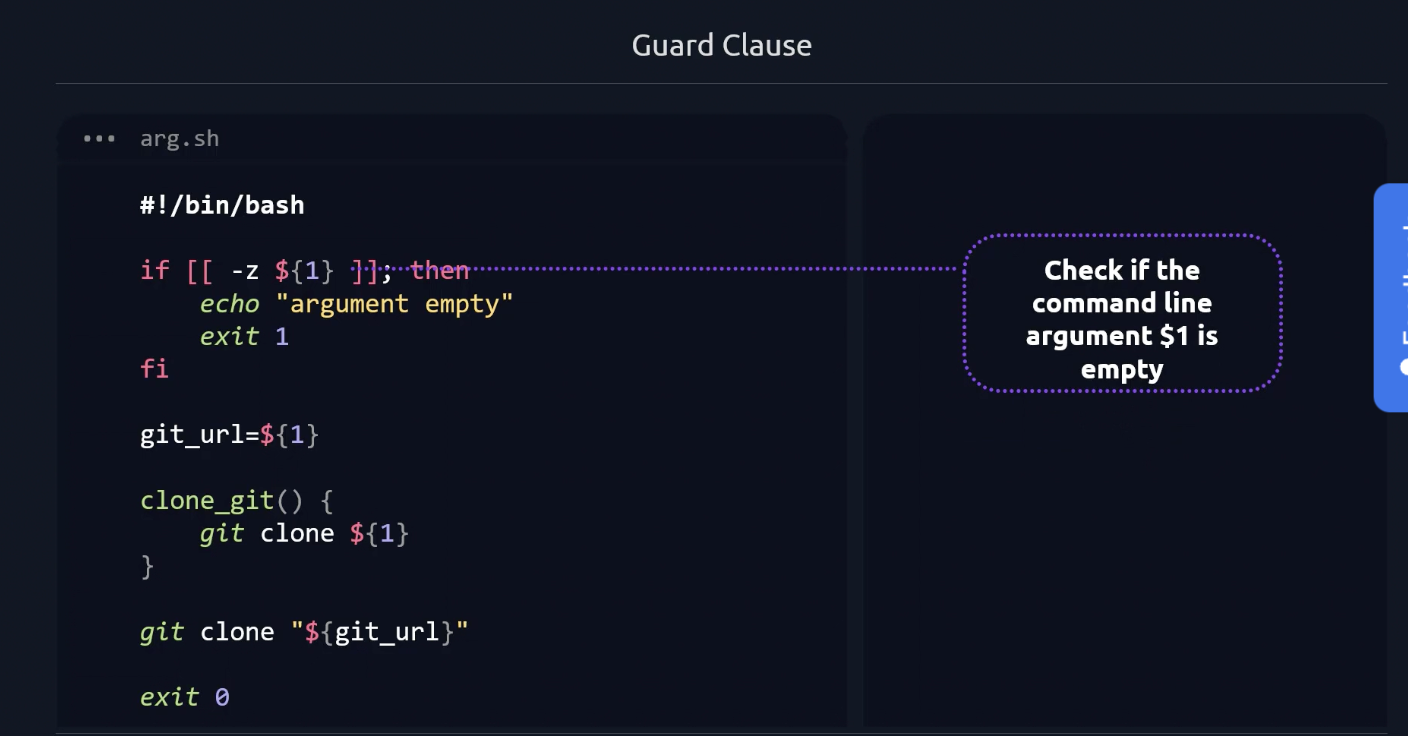 Guard Clause
... arg.sh
#!/bin/bash
if [[ -z ${1} ]]; then
    echo "argument empty"
    exit 1
fi
git_url=${1}
clone_git() {
    git clone ${1}
}
git clone "${git_url}"
exit 0
Check if the
command line
argument $1 is
empty